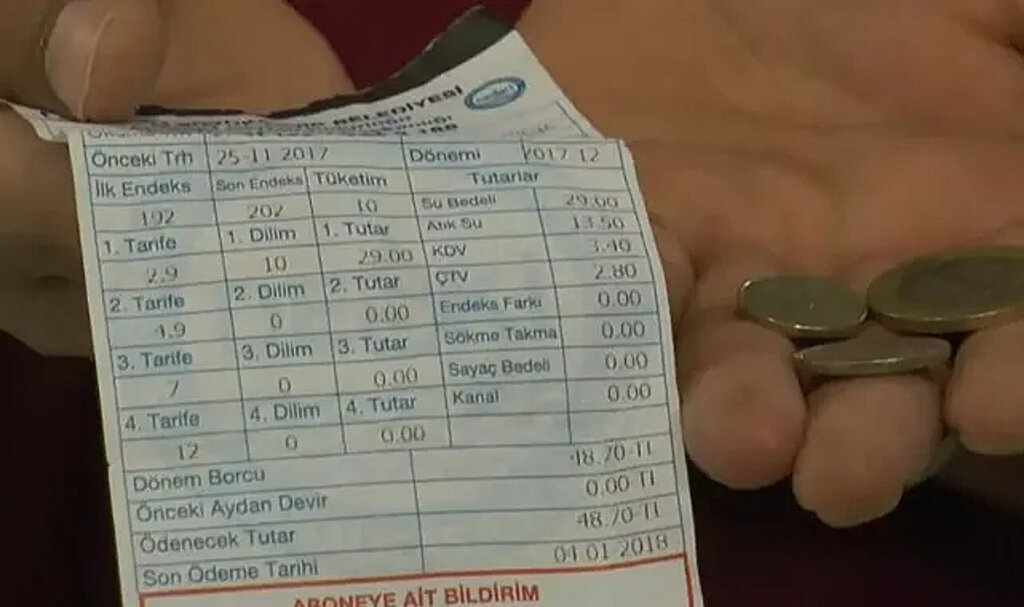 BELEDİYESİ
Önceki Trh 25-11 2017 Dönemi 2017 12
İlk Endeks Son Endeks Tüketim Tutarlar
192 202 10 Su Bedeli 29.00
1. Tarife 1. Dilim 1. Tutar Atık Su 13.50
2.9 10 29.00 KDV 3.40
2. Tarife 2. Dilim 2. Tutar ÇTV 2.80
4.9 0 0.00 Endeks Farkı 0.00
3. Tarife 3. Dilim 3. Tutar Sökme Takma 0.00
7 0 0.00 Sayaç Bedeli 0.00
4. Tarife 4. Dilim 4. Tutar Kanal 0.00
12 0 0.00
Dönem Borcu 48.70 Tl
Önceki Aydan Devir 0.00 Tl
Ödenecek Tutar 48.70 Tl
Son Ödeme Tarihi 04 01 2018
ABONEYE AİT BİLDİRİM